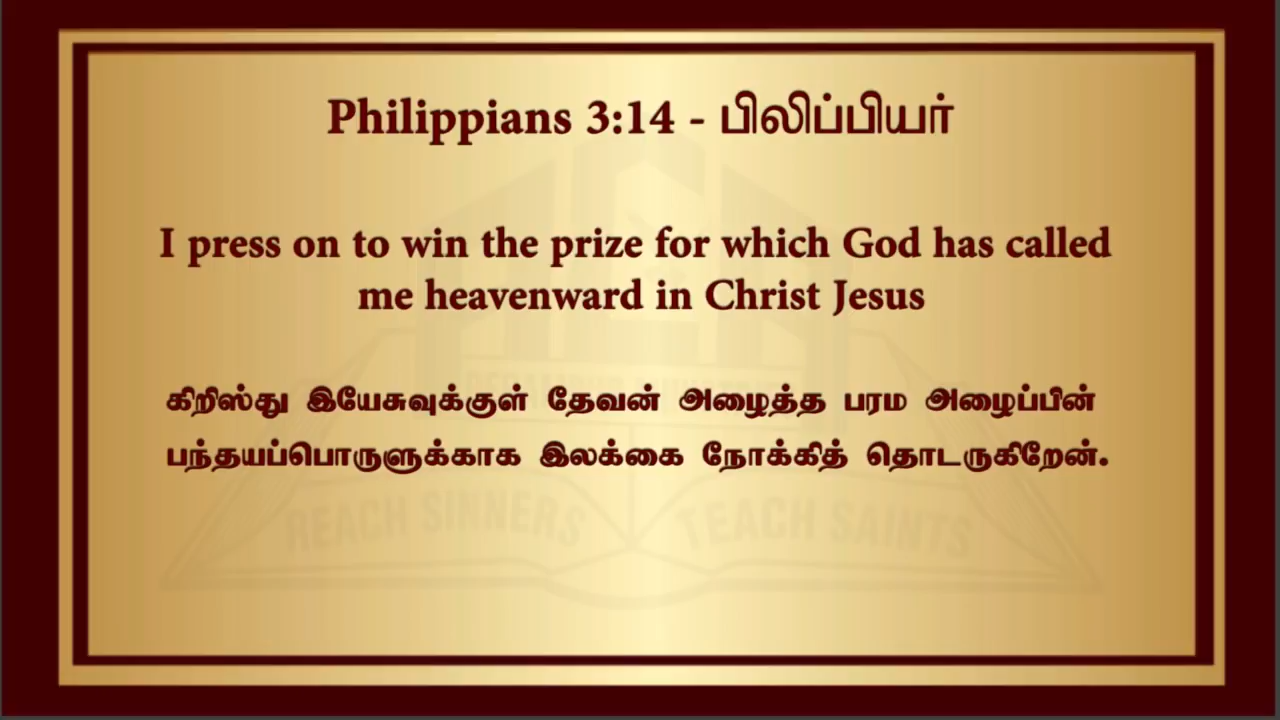 Philippians 3:14 - பிலிப்பியர்
I press on to win the prize for which God has called
me heavenward in Christ Jesus
கிறிஸ்து இயேசுவுக்குள் தேவன் அழைத்த பரம அழைப்பின்
பந்தயப்பொருளுக்காக இலக்கை நோக்கித் தொடருகிறேன்.
REACH SINNERS TEACH SAINTS